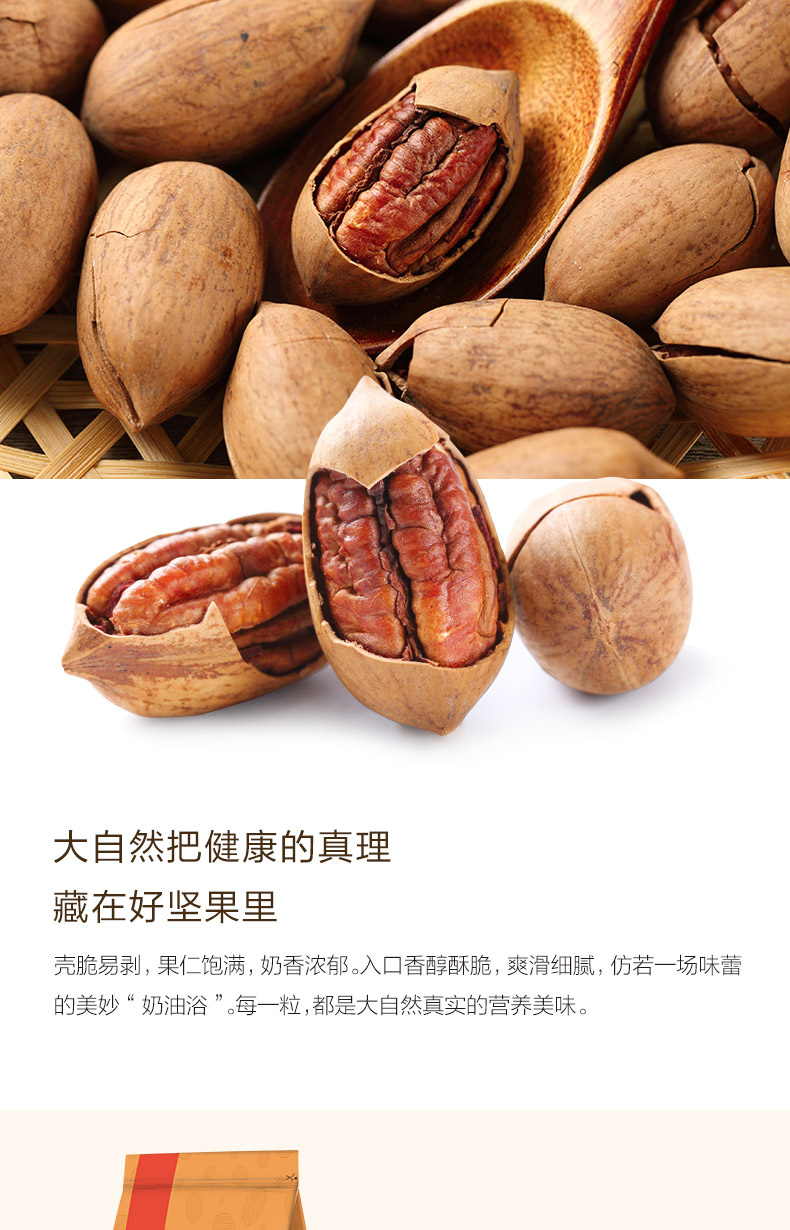 大自然把健康的真理
藏在好坚果里
壳脆易剥，果仁饱满，奶香浓郁。入口香醇酥脆，爽滑细腻，仿若一场味蕾
的美妙“奶油浴”。每一粒，都是大自然真实的营养美味。